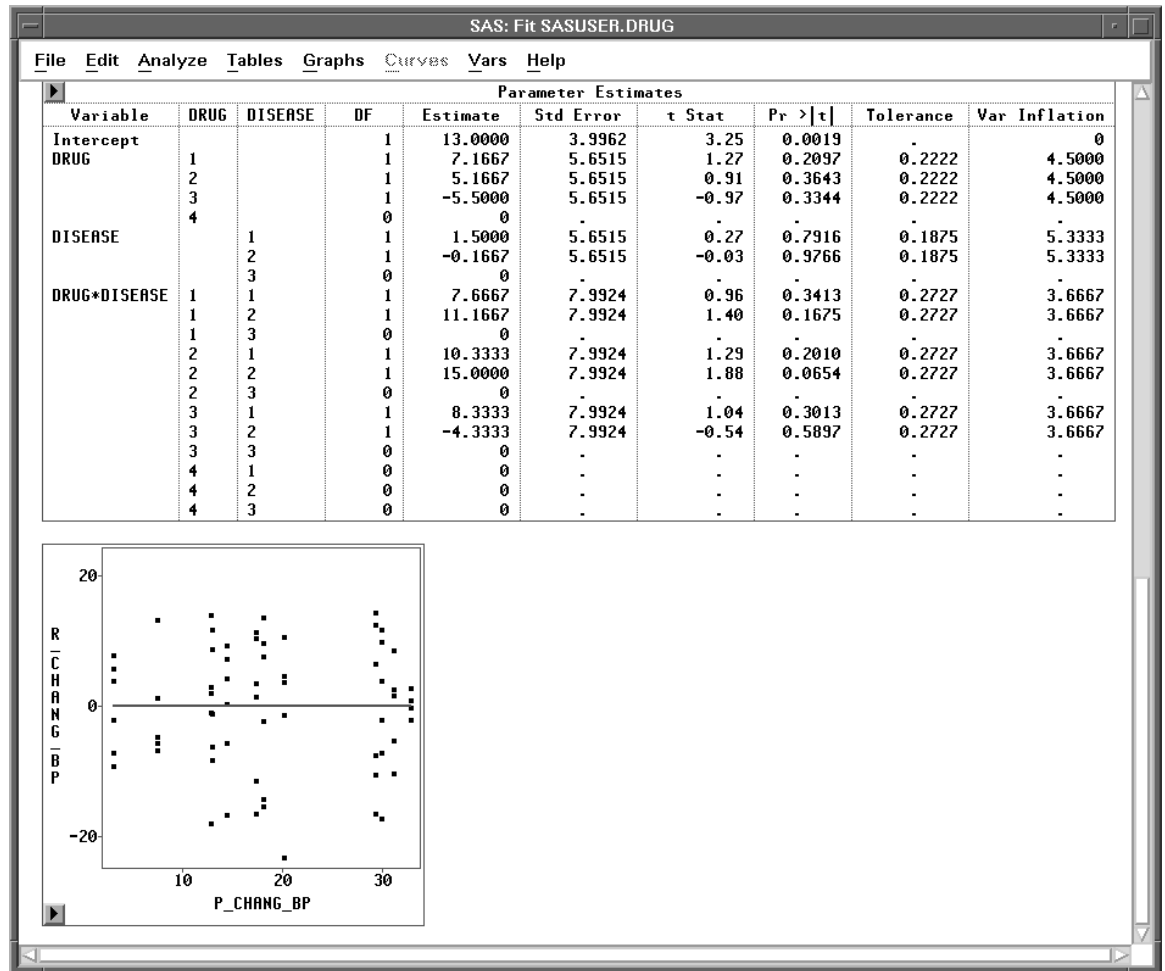 SAS: Fit SASUSER.DRUG
File Edit Analyze Tables Graphs Curves Vars Help
Parameter Estimates
Variable DRUG DISEASE DF Estimate Std Error t Stat Pr >|t| Tolerance Var Inflation
Intercept 1 13.0000 3.9962 3.25 0.0019 . 0
DRUG 1 1 7.1667 5.6515 1.27 0.2097 0.2222 4.5000
2 1 5.1667 5.6515 0.91 0.3643 0.2222 4.5000
3 1 -5.5000 5.6515 -0.97 0.3344 0.2222 4.5000
4 0 0 . . . .
DISEASE 1 1 1.5000 5.6515 0.27 0.7916 0.1875 5.3333
2 1 -0.1667 5.6515 -0.03 0.9766 0.1875 5.3333
3 0 0 . . . .
DRUG*DISEASE 1 1 1 7.6667 7.9924 0.96 0.3413 0.2727 3.6667
1 2 1 11.1667 7.9924 1.40 0.1675 0.2727 3.6667
1 3 0 0 . . . .
2 1 1 10.3333 7.9924 1.29 0.2010 0.2727 3.6667
2 2 1 15.0000 7.9924 1.88 0.0654 0.2727 3.6667
2 3 0 0 . . . .
3 1 1 8.3333 7.9924 1.04 0.3013 0.2727 3.6667
3 2 1 -4.3333 7.9924 -0.54 0.5897 0.2727 3.6667
3 3 0 0 . . . .
4 1 0 0 . . . .
4 2 0 0 . . . .
4 3 0 0 . . . .
20
R_CHANG_BP
0
-20
10 20 30
P_CHANG_BP